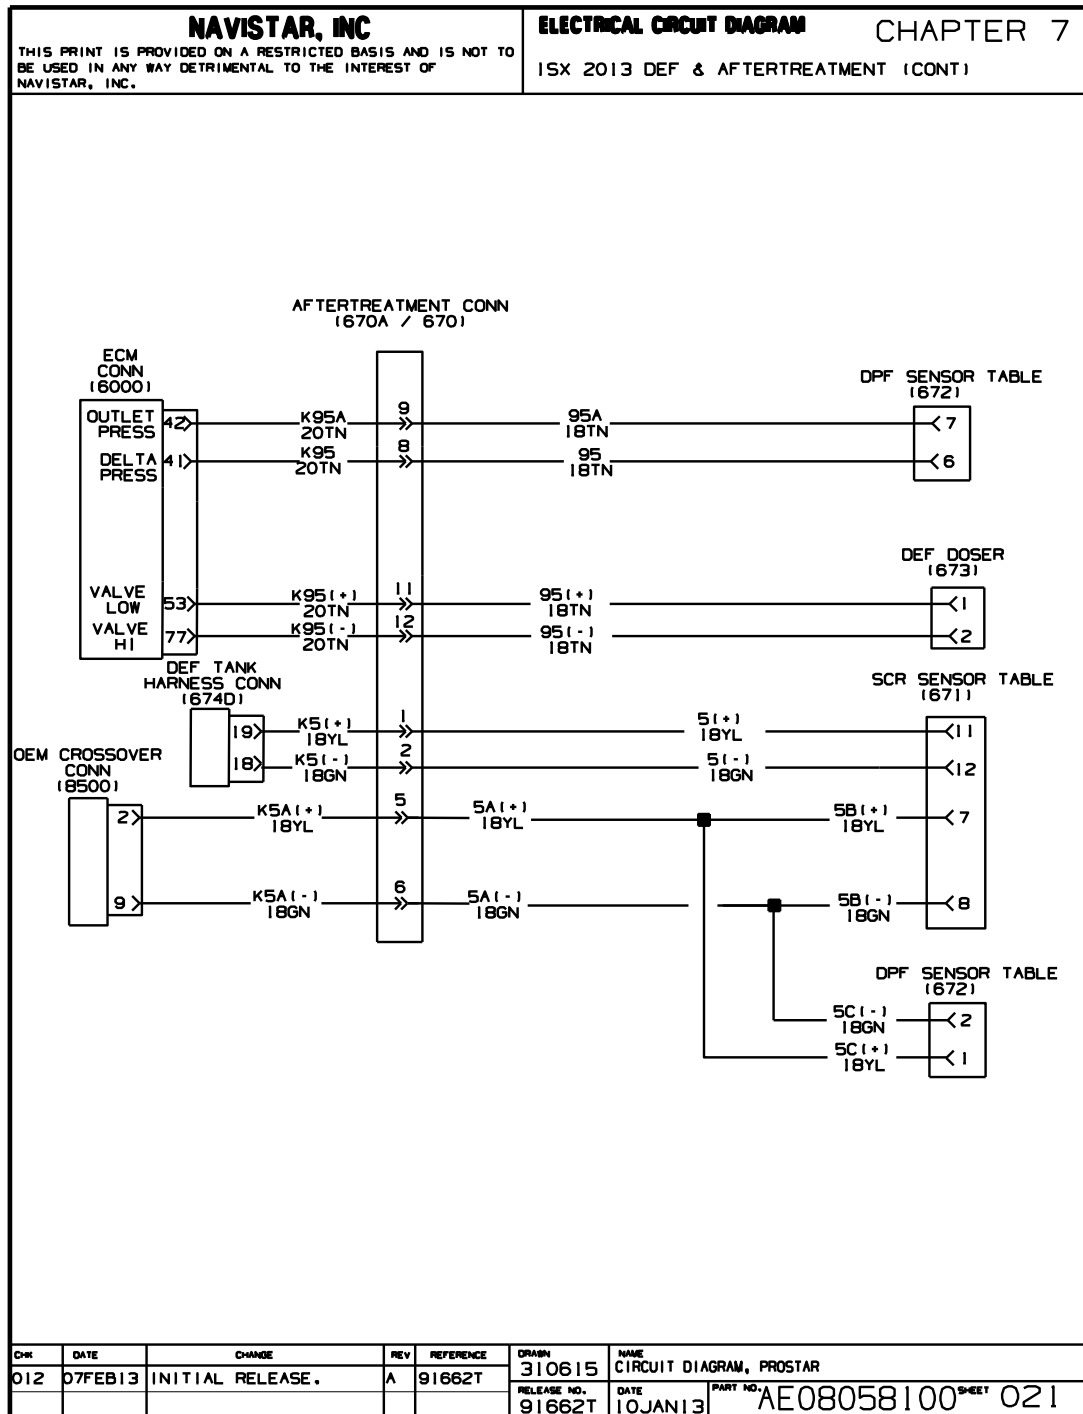 NAVISTAR, INC
THIS PRINT IS PROVIDED ON A RESTRICTED BASIS AND IS NOT TO
BE USED IN ANY WAY DETRIMENTAL TO THE INTEREST OF
NAVISTAR, INC.
ELECTRICAL CIRCUIT DIAGRAM
CHAPTER 7
ISX 2013 DEF & AFTERTREATMENT (CONT)
AFTERTREATMENT CONN
(670A / 670)
ECM
CONN
(6000)
DPF SENSOR TABLE
(672)
OUTLET
PRESS
42
K95A
20TN
9
95A
18TN
7
DELTA
PRESS
41
K95
20TN
8
95
18TN
6
DEF DOSER
(673)
VALVE
LOW
53
K95(+)
20TN
11
95(+)
18TN
1
VALVE
HI
77
K95(-)
20TN
12
95(-)
18TN
2
DEF TANK
HARNESS CONN
(674D)
SCR SENSOR TABLE
(671)
19
K5(+)
18YL
1
5(+)
18YL
11
18
K5(-)
18GN
2
5(-)
18GN
12
OEM CROSSOVER
CONN
(8500)
2
K5A(+)
18YL
5
5A(+)
18YL
5B(+)
18YL
7
9
K5A(-)
18GN
6
5A(-)
18GN
5B(-)
18GN
8
DPF SENSOR TABLE
(672)
5C(-)
18GN
2
5C(+)
18YL
1
CHK DATE CHANGE REV REFERENCE
012 07FEB13 INITIAL RELEASE. A 91662T
DRAWN
310615
NAME
CIRCUIT DIAGRAM, PROSTAR
RELEASE NO.
91662T
DATE
10JAN13
PART NO. AE08058100 SHEET 021